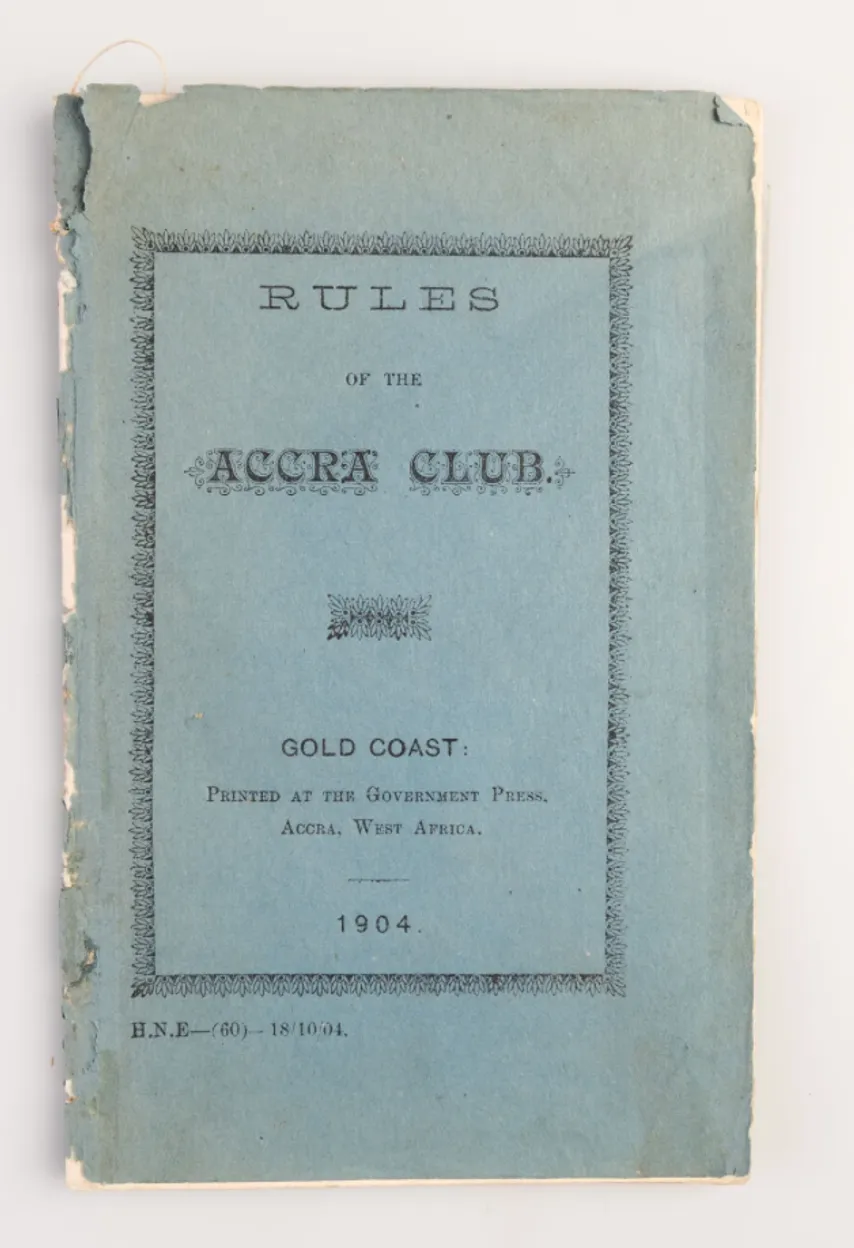 RULES
OF THE
ACCRA CLUB.
GOLD COAST:
PRINTED AT THE GOVERNMENT PRESS,
ACCRA, WEST AFRICA.
1904.
H.N.E—(60)— 18/10/04.